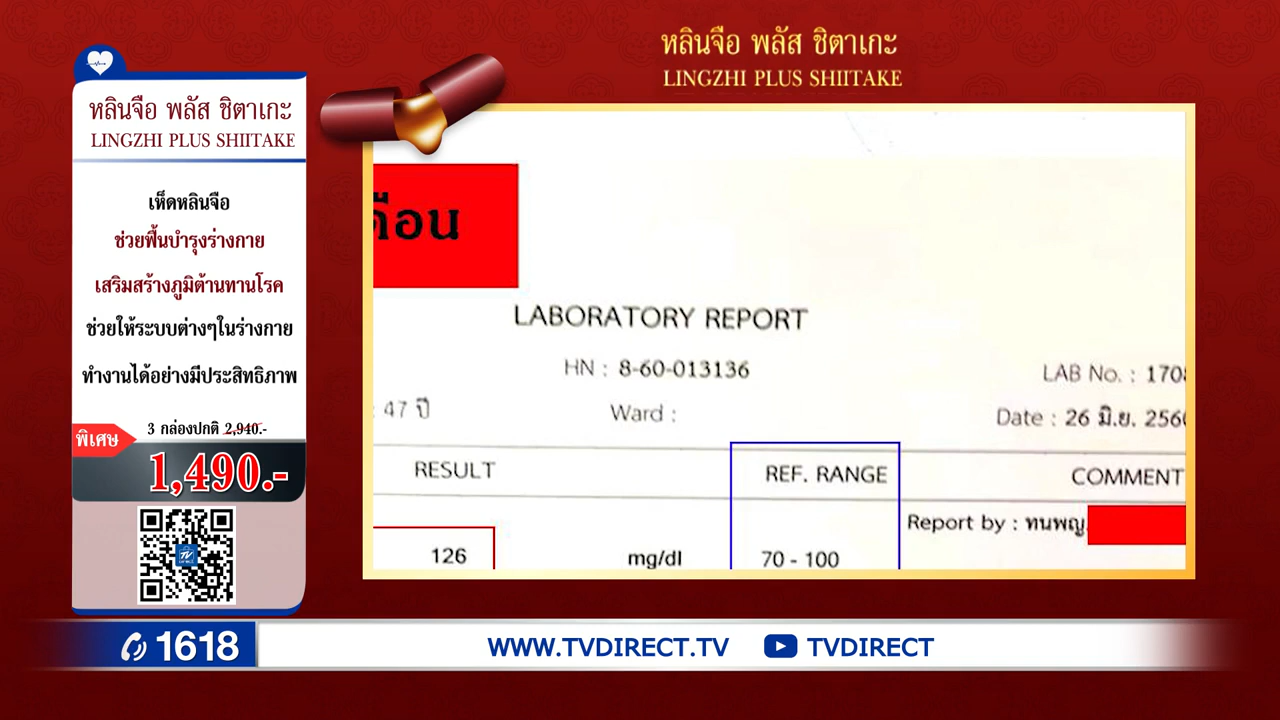 หลินจือ พลัส ชิตาเกะ
LINGZHI PLUS SHIITAKE
หลินจือ พลัส ชิตาเกะ
LINGZHI PLUS SHIITAKE
เห็ดหลินจือ
ช่วยฟื้นบำรุงร่างกาย
เสริมสร้างภูมิต้านทานโรค
ช่วยให้ระบบต่างๆในร่างกาย
ทำงานได้อย่างมีประสิทธิภาพ
3 กล่องปกติ 2,940.-
พิเศษ
1,490.-
LABORATORY REPORT
HN : 8-60-013136
LAB No. : 170
: 47 ปี
Ward :
Date : 26 มิ.ย. 256
RESULT
REF. RANGE
COMMENT
Report by : ทนพญ.
126
mg/dl
70 - 100
1618
WWW.TVDIRECT.TV
TVDIRECT